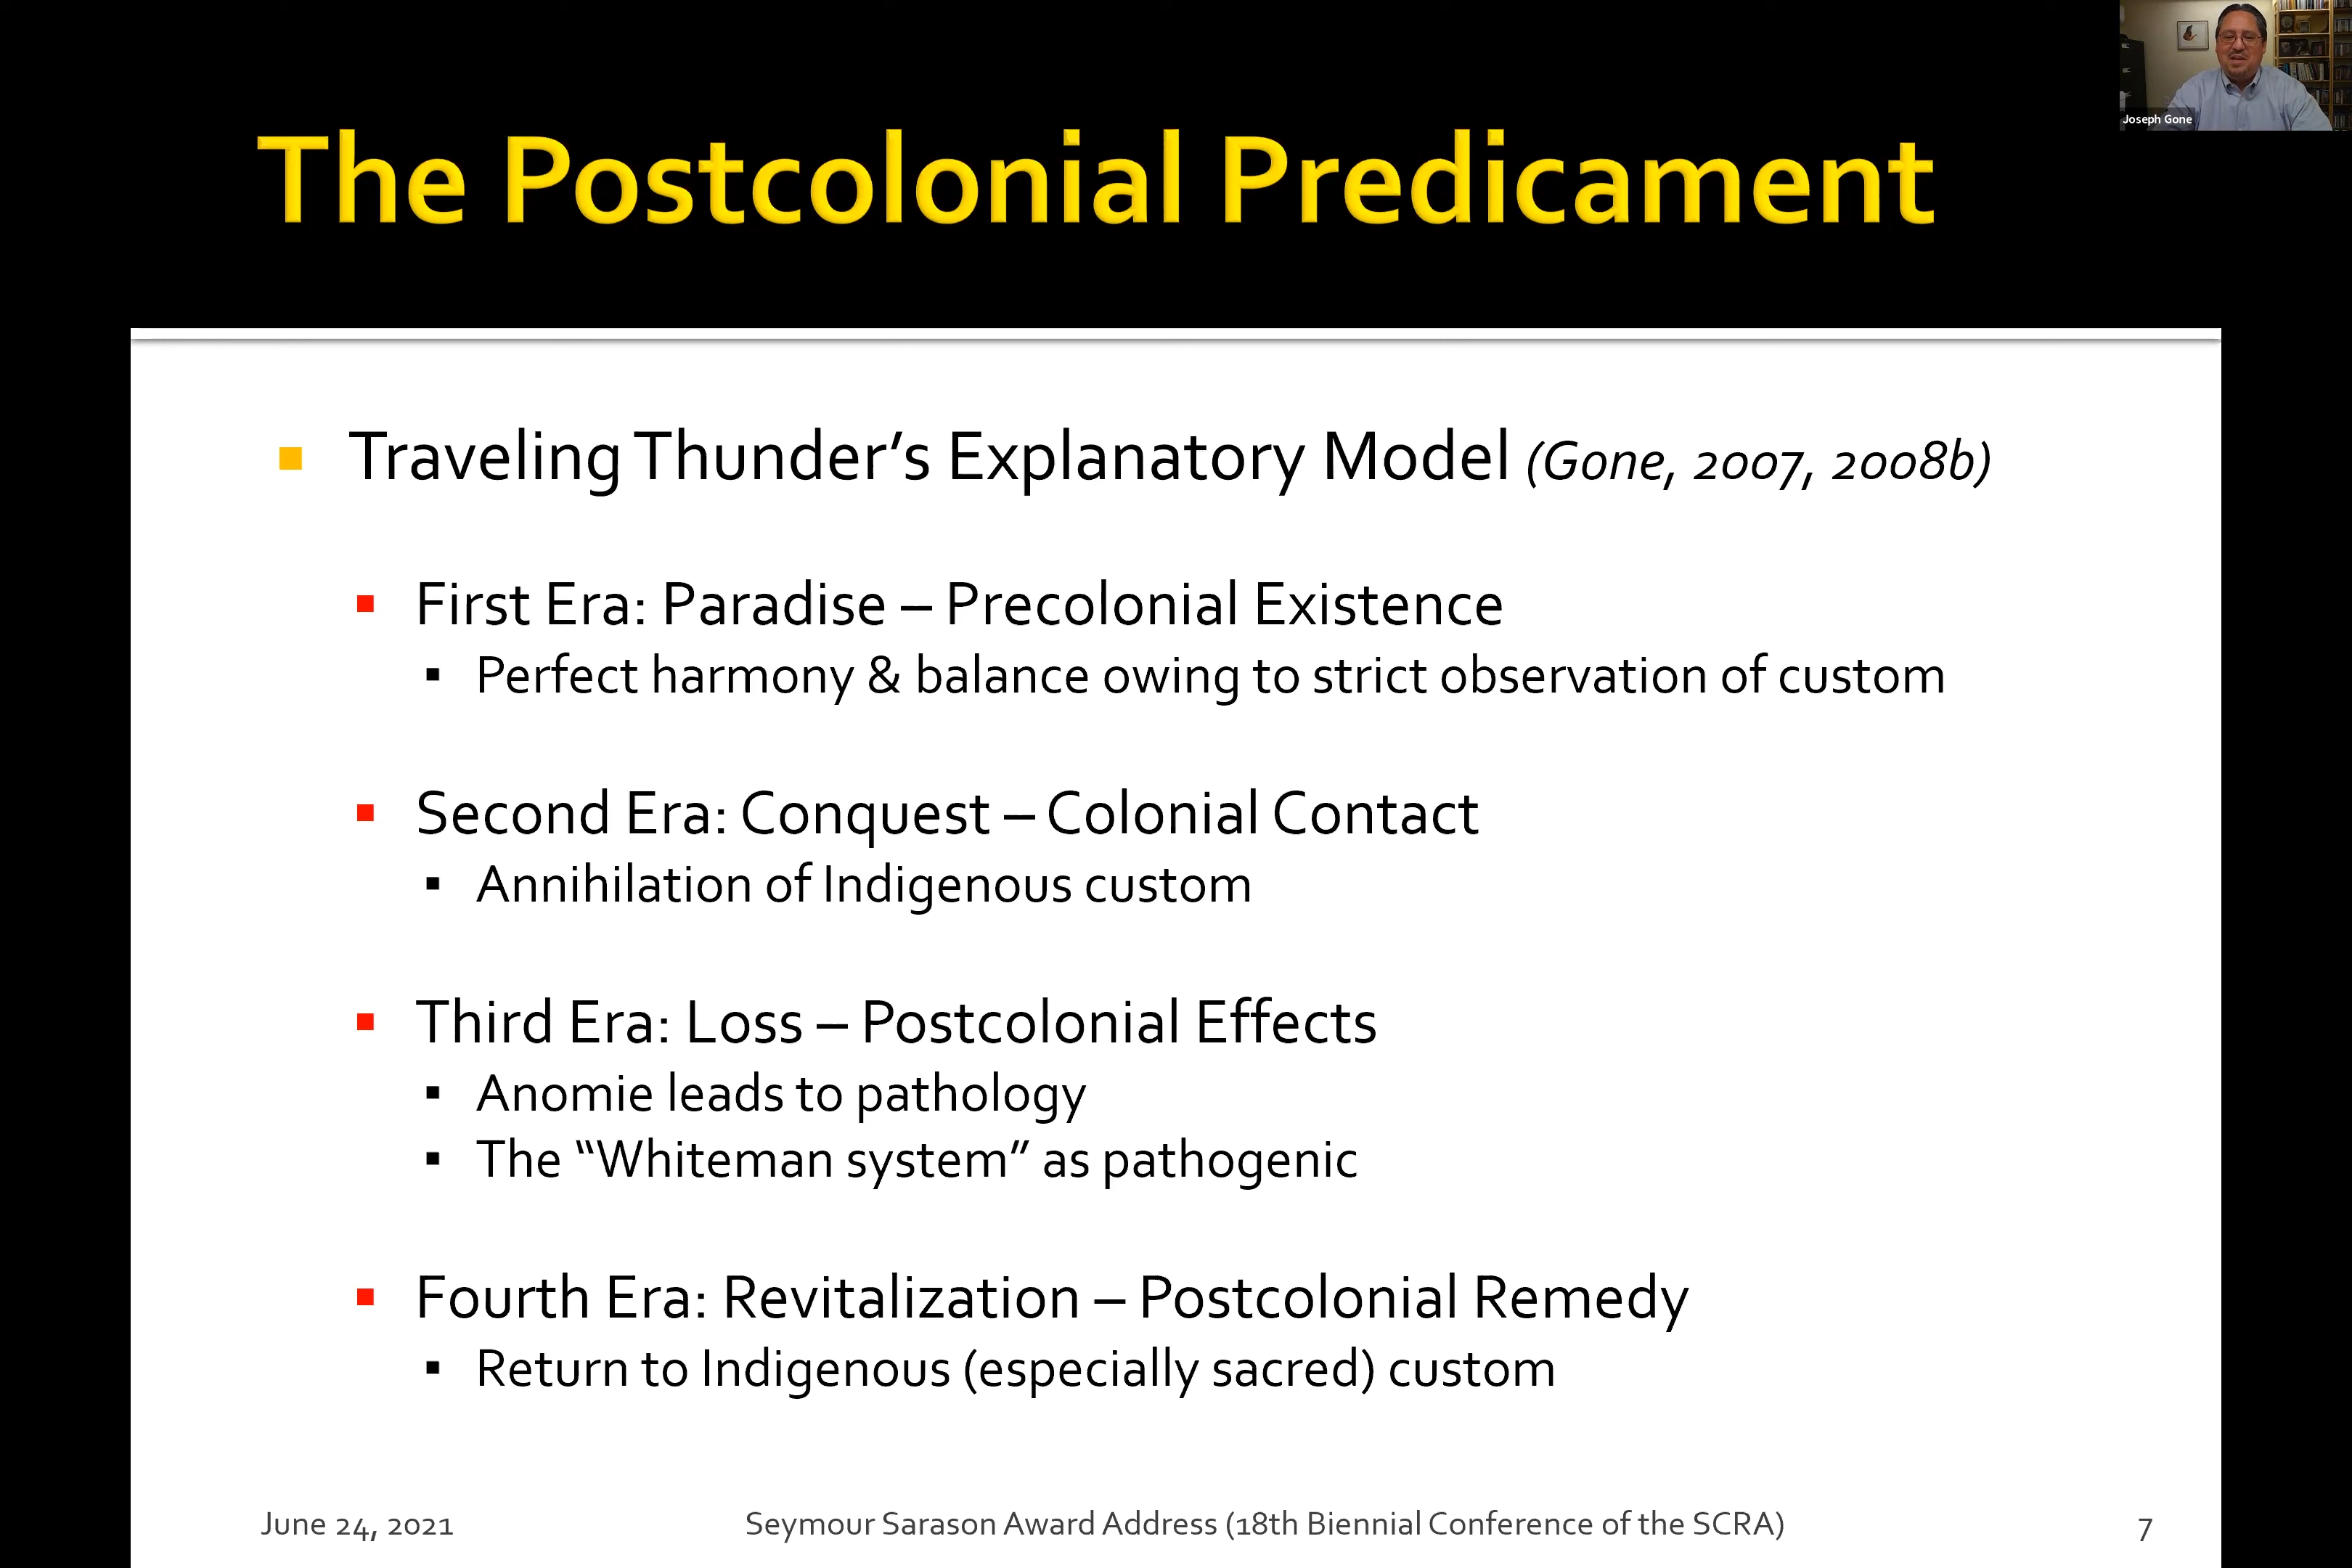 Joseph Gone
The Postcolonial Predicament
Traveling Thunder’s Explanatory Model (Gone, 2007, 2008b)
First Era: Paradise – Precolonial Existence
Perfect harmony & balance owing to strict observation of custom
Second Era: Conquest – Colonial Contact
Annihilation of Indigenous custom
Third Era: Loss – Postcolonial Effects
Anomie leads to pathology
The “Whiteman system” as pathogenic
Fourth Era: Revitalization – Postcolonial Remedy
Return to Indigenous (especially sacred) custom
June 24, 2021 Seymour Sarason Award Address (18th Biennial Conference of the SCRA) 7